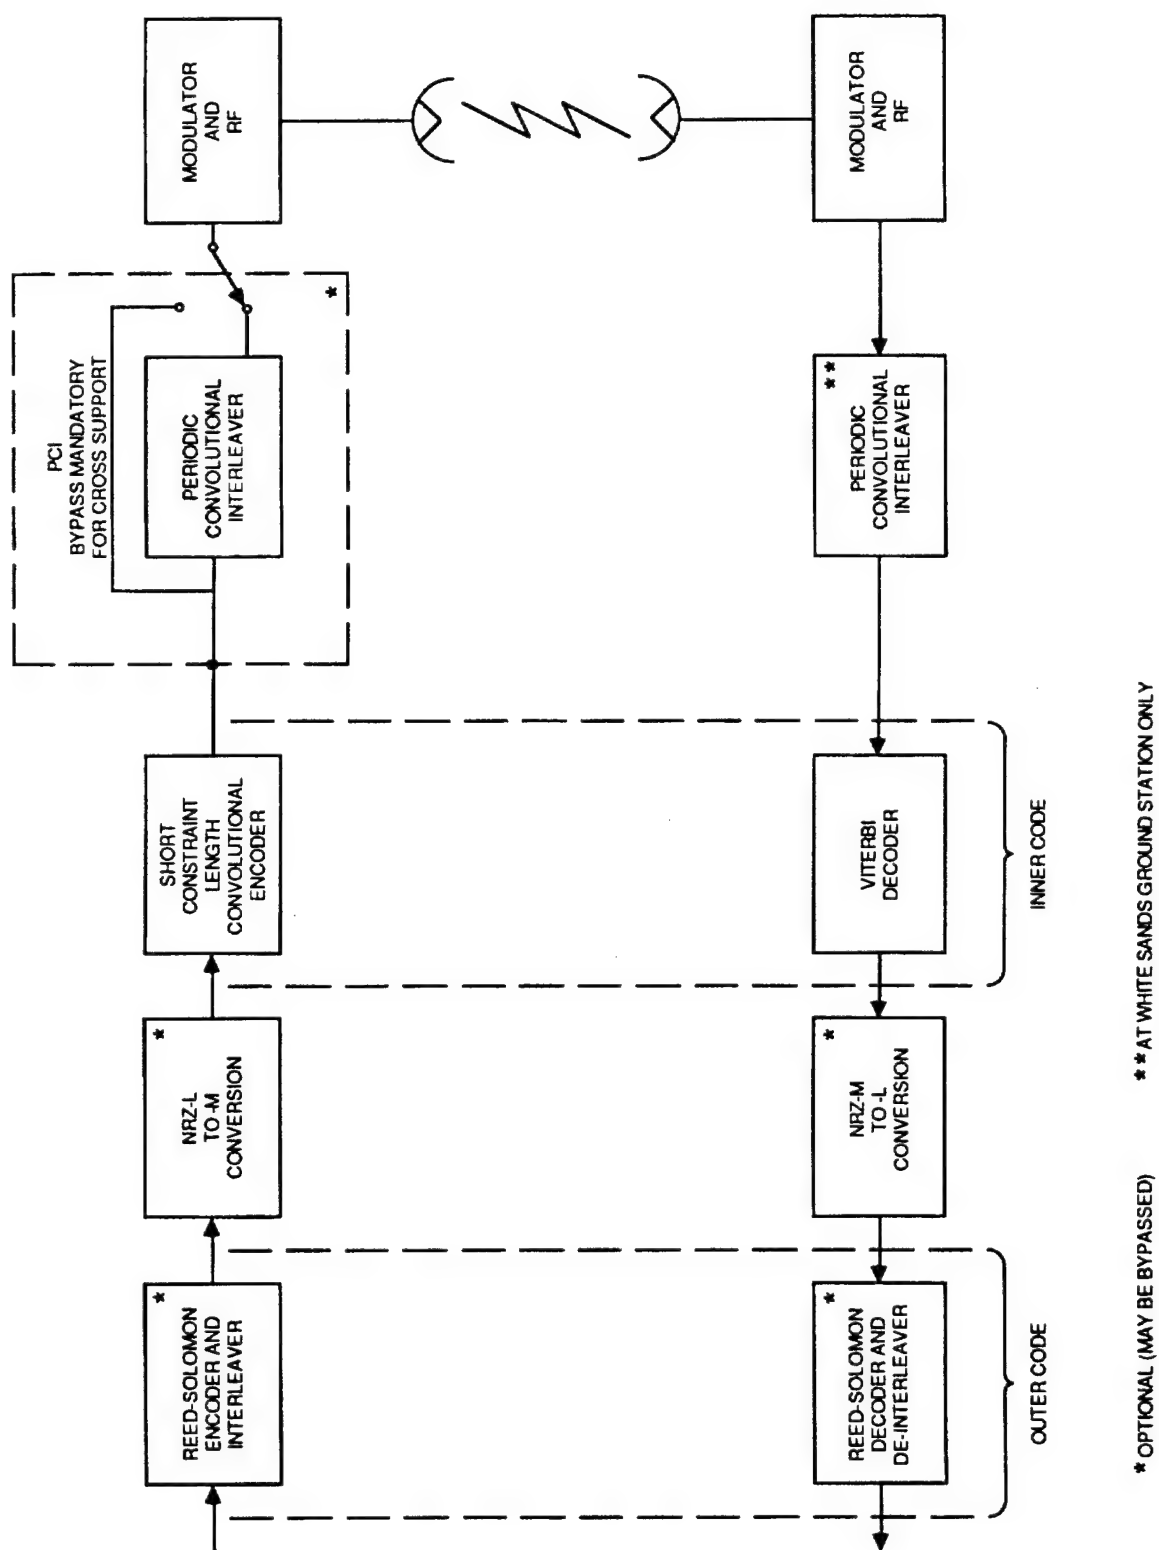 REED-SOLOMON
ENCODER AND
INTERLEAVER
*
NRZ-L
TO -M
CONVERSION
*
SHORT
CONSTRAINT
LENGTH
CONVOLUTIONAL
ENCODER
PCI
BYPASS MANDATORY
FOR CROSS SUPPORT
PERIODIC
CONVOLUTIONAL
INTERLEAVER
*
MODULATOR
AND
RF
REED-SOLOMON
DECODER AND
DE-INTERLEAVER
*
NRZ-M
TO -L
CONVERSION
*
VITERBI
DECODER
PERIODIC
CONVOLUTIONAL
INTERLEAVER
* *
MODULATOR
AND
RF
OUTER CODE
INNER CODE
* OPTIONAL (MAY BE BYPASSED)
* * AT WHITE SANDS GROUND STATION ONLY